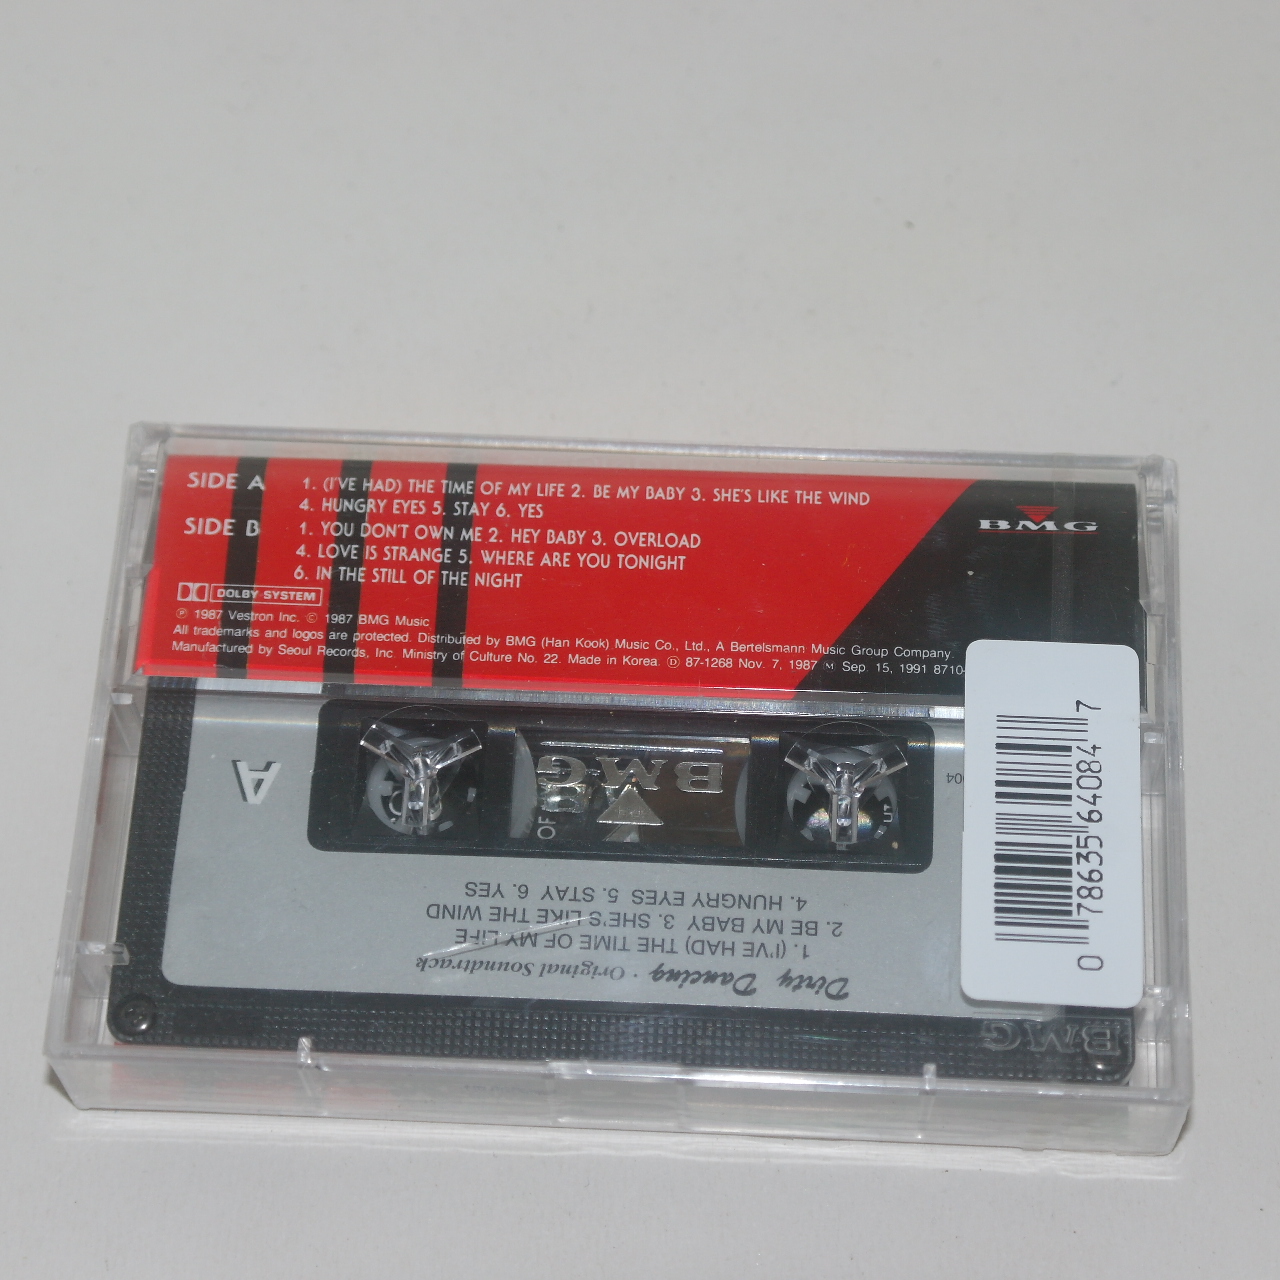 SIDE A 1. (I'VE HAD) THE TIME OF MY LIFE 2. BE MY BABY 3. SHE'S LIKE THE WIND
4. HUNGRY EYES 5. STAY 6. YES
SIDE B 1. YOU DON'T OWN ME 2. HEY BABY 3. OVERLOAD
4. LOVE IS STRANGE 5. WHERE ARE YOU TONIGHT
6. IN THE STILL OF THE NIGHT
BMG
DOLBY SYSTEM
℗ 1987 Vestron Inc. © 1987 BMG Music
All trademarks and logos are protected. Distributed by BMG (Han Kook) Music Co., Ltd., A Bertelsmann Music Group Company
Manufactured by Seoul Records, Inc. Ministry of Culture No. 22. Made in Korea. Ⓓ 87-1268 Nov. 7, 1987 Ⓜ Sep. 15, 1991 8710-
0 78635 64084 7
Dirty Dancing · Original Soundtrack
1. (I'VE HAD) THE TIME OF MY LIFE
2. BE MY BABY 3. SHE'S LIKE THE WIND
4. HUNGRY EYES 5. STAY 6. YES
A
BMG
OF
BMG